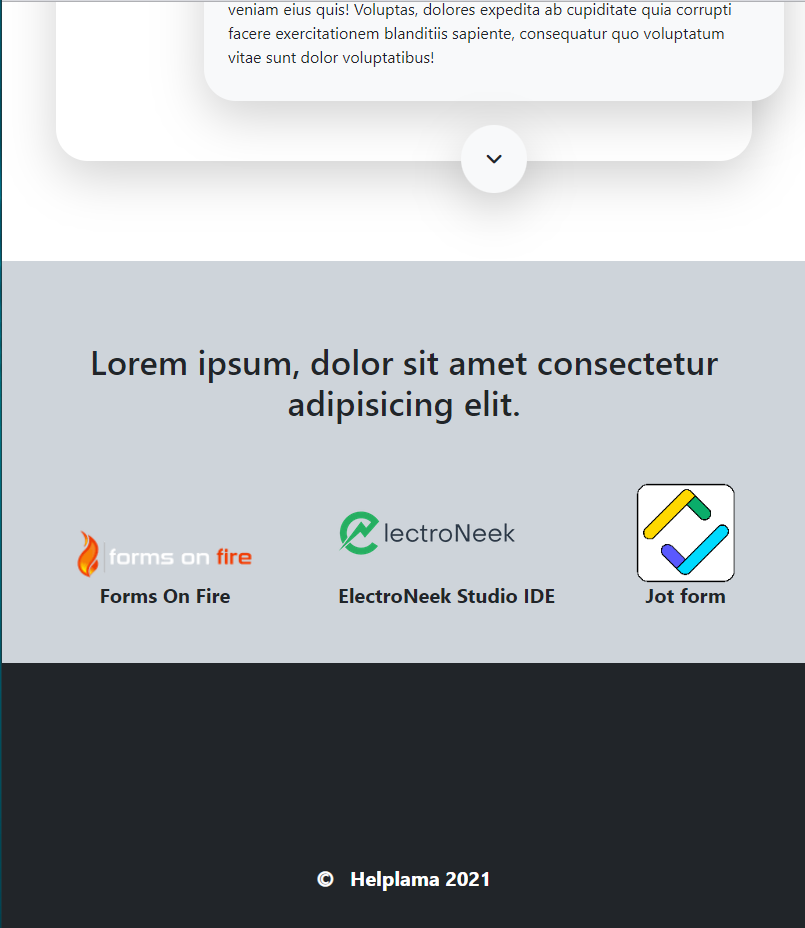 veniam eius quis! Voluptas, dolores expedita ab cupiditate quia corrupti
facere exercitationem blanditiis sapiente, consequatur quo voluptatum
vitae sunt dolor voluptatibus!
Lorem ipsum, dolor sit amet consectetur
adipisicing elit.
forms on fire
lectroNeek
Forms On Fire
ElectroNeek Studio IDE
Jot form
© Helplama 2021